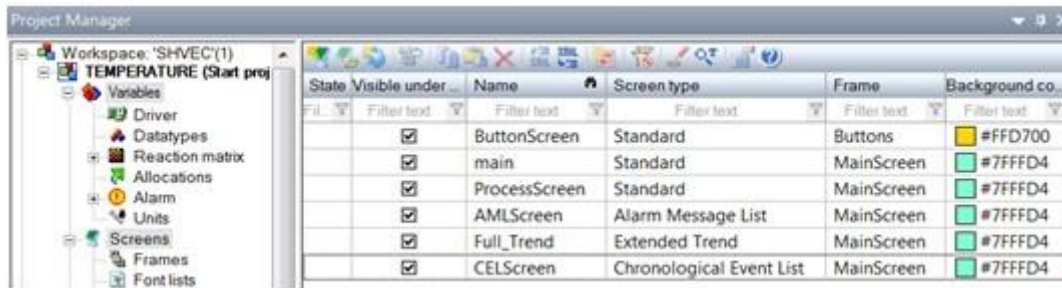 Project Manager
Workspace: 'SHVEC'(1)
TEMPERATURE (Start proj
Variables
Driver
Datatypes
Reaction matrix
Allocations
Alarm
Units
Screens
Frames
Font lists
State Visible under ... Name Screen type Frame Background co...
Fil... Filter text Filter text Filter text Filter text Filter text
ButtonScreen Standard Buttons #FFD700
main Standard MainScreen #7FFFD4
ProcessScreen Standard MainScreen #7FFFD4
AMLScreen Alarm Message List MainScreen #7FFFD4
Full_Trend Extended Trend MainScreen #7FFFD4
CELScreen Chronological Event List MainScreen #7FFFD4